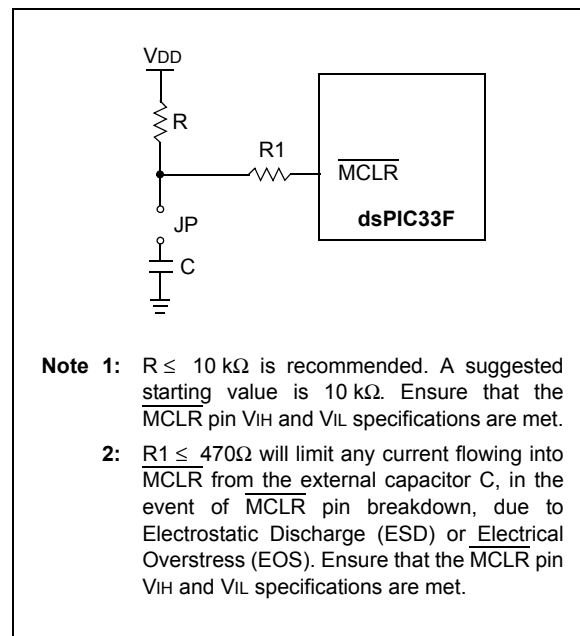 VDD
R
R1
MCLR
dsPIC33F
JP
C
Note 1: R ≤ 10 kΩ is recommended. A suggested
starting value is 10 kΩ. Ensure that the
MCLR pin VIH and VIL specifications are met.
2: R1 ≤ 470Ω will limit any current flowing into
MCLR from the external capacitor C, in the
event of MCLR pin breakdown, due to
Electrostatic Discharge (ESD) or Electrical
Overstress (EOS). Ensure that the MCLR pin
VIH and VIL specifications are met.